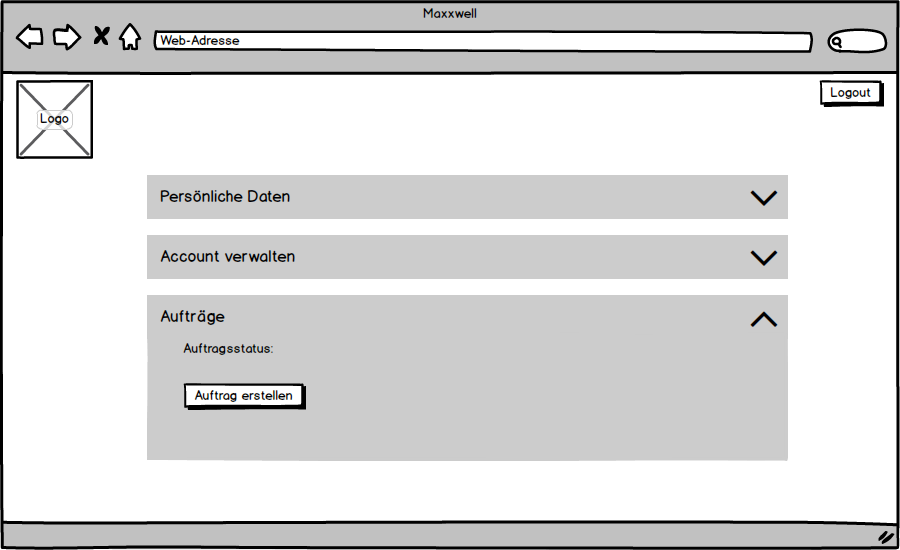 Maxxwell
Web-Adresse
Logo
Logout
Persönliche Daten
Account verwalten
Aufträge
Auftragsstatus:
Auftrag erstellen